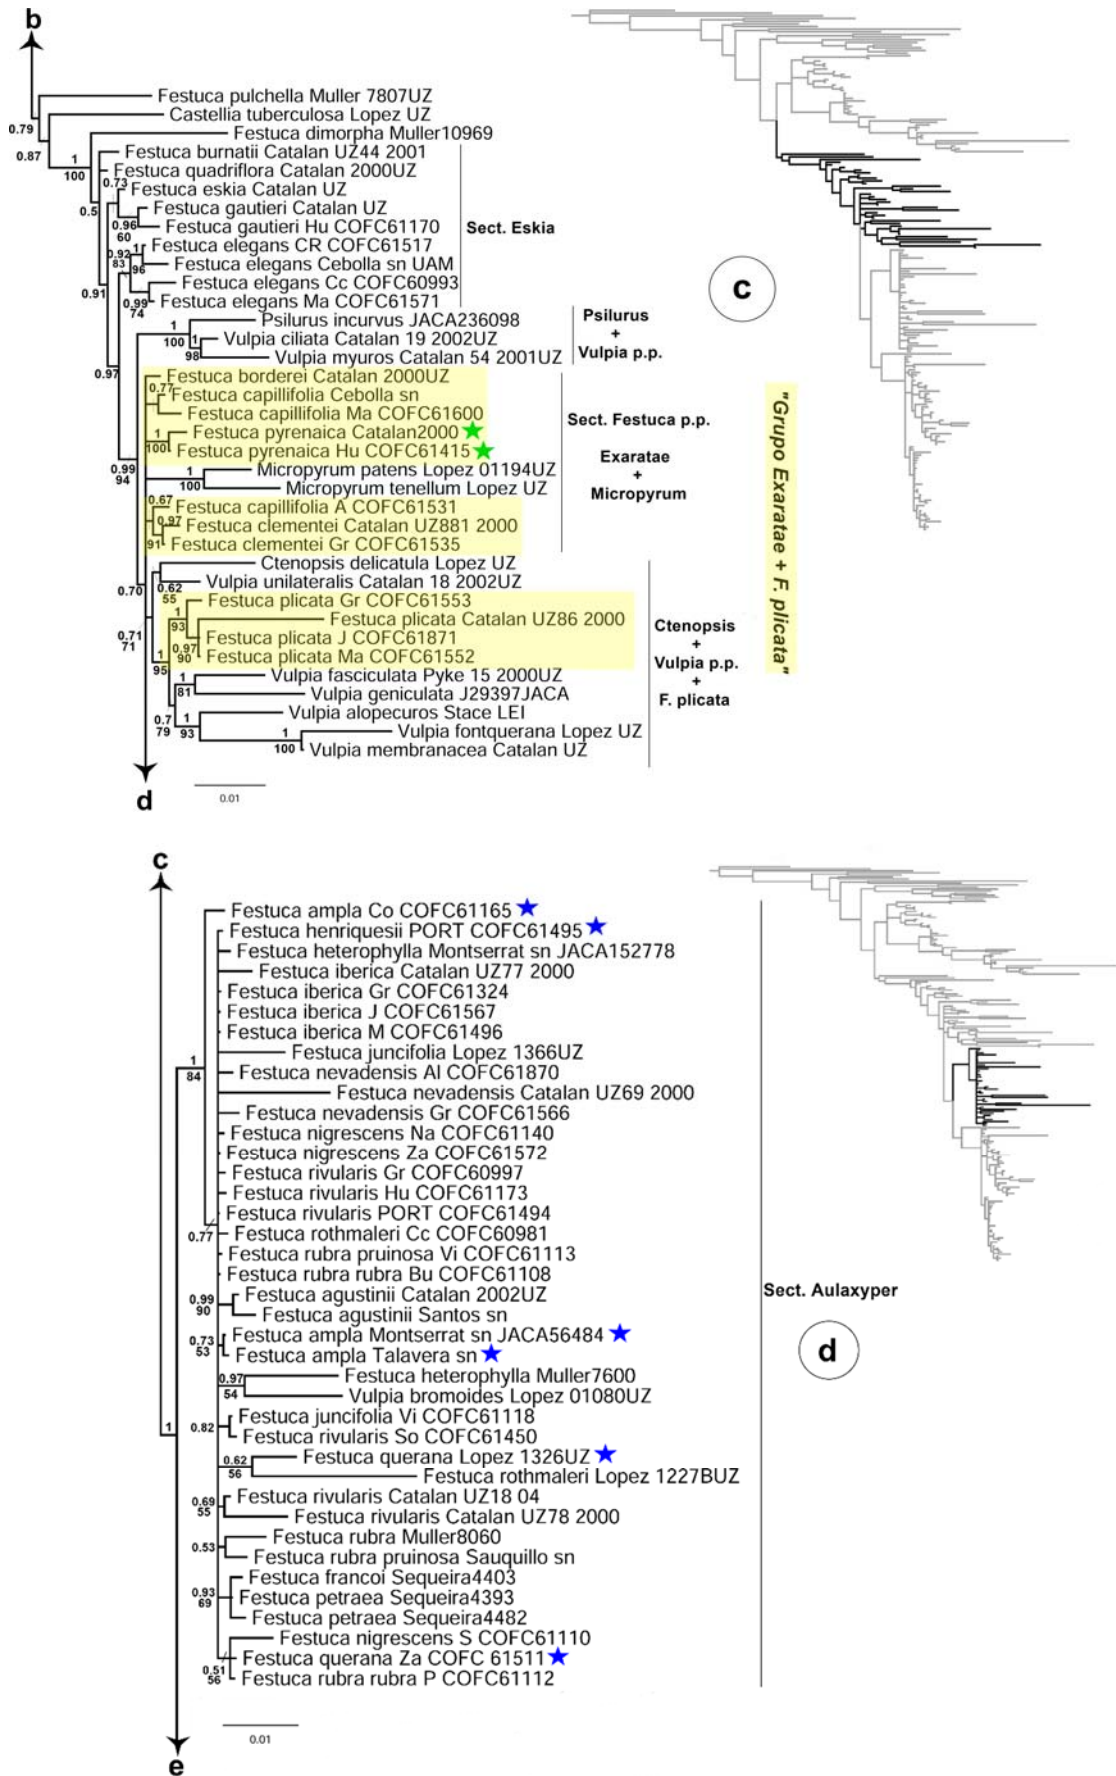 b
Festuca pulchella Muller 7807UZ
0.79
Castellia tuberculosa Lopez UZ
0.87
Festuca dimorpha Muller10969
1
100
Festuca burnatii Catalan UZ44 2001
Festuca quadriflora Catalan 2000UZ
0.73
Festuca eskia Catalan UZ
0.5
Festuca gautieri Catalan UZ
0.96
60
Festuca gautieri Hu COFC61170
Sect. Eskia
Festuca elegans CR COFC61517
0.92
83
1
96
Festuca elegans Cebolla sn UAM
Festuca elegans Cc COFC60993
0.91
0.99
74
Festuca elegans Ma COFC61571
Psilurus incurvus JACA236098
1
100
Vulpia ciliata Catalan 19 2002UZ
1
98
Vulpia myuros Catalan 54 2001UZ
Psilurus
+
Vulpia p.p.
0.97
Festuca borderei Catalan 2000UZ
0.77
Festuca capillifolia Cebolla sn
Festuca capillifolia Ma COFC61600
Festuca pyrenaica Catalan2000
1
100
Festuca pyrenaica Hu COFC61415
Sect. Festuca p.p.
Exaratae
+
Micropyrum
0.99
94
Micropyrum patens Lopez 01194UZ
1
100
Micropyrum tenellum Lopez UZ
0.67
Festuca capillifolia A COFC61531
0.97
Festuca clementei Catalan UZ881 2000
91
Festuca clementei Gr COFC61535
Ctenopsis delicatula Lopez UZ
0.70
0.62
55
Vulpia unilateralis Catalan 18 2002UZ
Festuca plicata Gr COFC61553
1
93
Festuca plicata Catalan UZ86 2000
0.71
71
Festuca plicata J COFC61871
0.97
90
Festuca plicata Ma COFC61552
1
95
Vulpia fasciculata Pyke 15 2000UZ
1
81
Vulpia geniculata J29397JACA
Vulpia alopecuros Stace LEI
0.7
79
1
93
Vulpia fontquerana Lopez UZ
1
100
Vulpia membranacea Catalan UZ
Ctenopsis
+
Vulpia p.p.
+
F. plicata
"Grupo Exaratae + F. plicata"
c
d
0.01
c
Festuca ampla Co COFC61165
Festuca henriquesii PORT COFC61495
Festuca heterophylla Montserrat sn JACA152778
Festuca iberica Catalan UZ77 2000
Festuca iberica Gr COFC61324
Festuca iberica J COFC61567
Festuca iberica M COFC61496
Festuca juncifolia Lopez 1366UZ
1
84
Festuca nevadensis Al COFC61870
Festuca nevadensis Catalan UZ69 2000
Festuca nevadensis Gr COFC61566
Festuca nigrescens Na COFC61140
Festuca nigrescens Za COFC61572
Festuca rivularis Gr COFC60997
Festuca rivularis Hu COFC61173
Festuca rivularis PORT COFC61494
0.77
Festuca rothmaleri Cc COFC60981
Festuca rubra pruinosa Vi COFC61113
Festuca rubra rubra Bu COFC61108
0.99
90
Festuca agustinii Catalan 2002UZ
Festuca agustinii Santos sn
Sect. Aulaxyper
0.73
53
Festuca ampla Montserrat sn JACA56484
Festuca ampla Talavera sn
d
0.97
54
Festuca heterophylla Muller7600
Vulpia bromoides Lopez 01080UZ
0.82
Festuca juncifolia Vi COFC61118
Festuca rivularis So COFC61450
1
0.62
56
Festuca querana Lopez 1326UZ
Festuca rothmaleri Lopez 1227BUZ
0.69
55
Festuca rivularis Catalan UZ18 04
Festuca rivularis Catalan UZ78 2000
0.53
Festuca rubra Muller8060
Festuca rubra pruinosa Sauquillo sn
Festuca francoi Sequeira4403
0.93
69
Festuca petraea Sequeira4393
Festuca petraea Sequeira4482
Festuca nigrescens S COFC61110
Festuca querana Za COFC 61511
0.51
56
Festuca rubra rubra P COFC61112
0.01
e